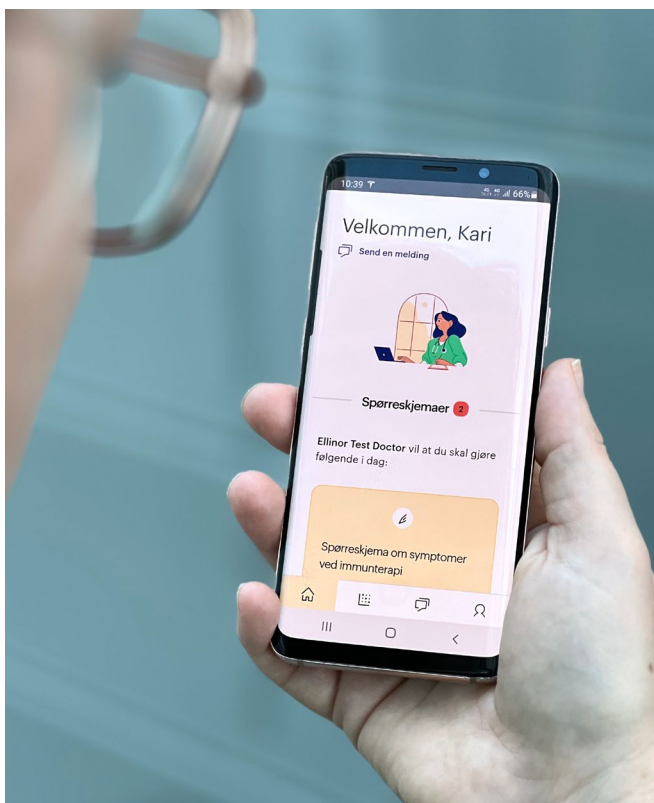 10:39
66%
Velkommen, Kari
Send en melding
Spørreskjemaer 2
Ellinor Test Doctor vil at du skal gjøre
følgende i dag:
Spørreskjema om symptomer
ved immunterapi